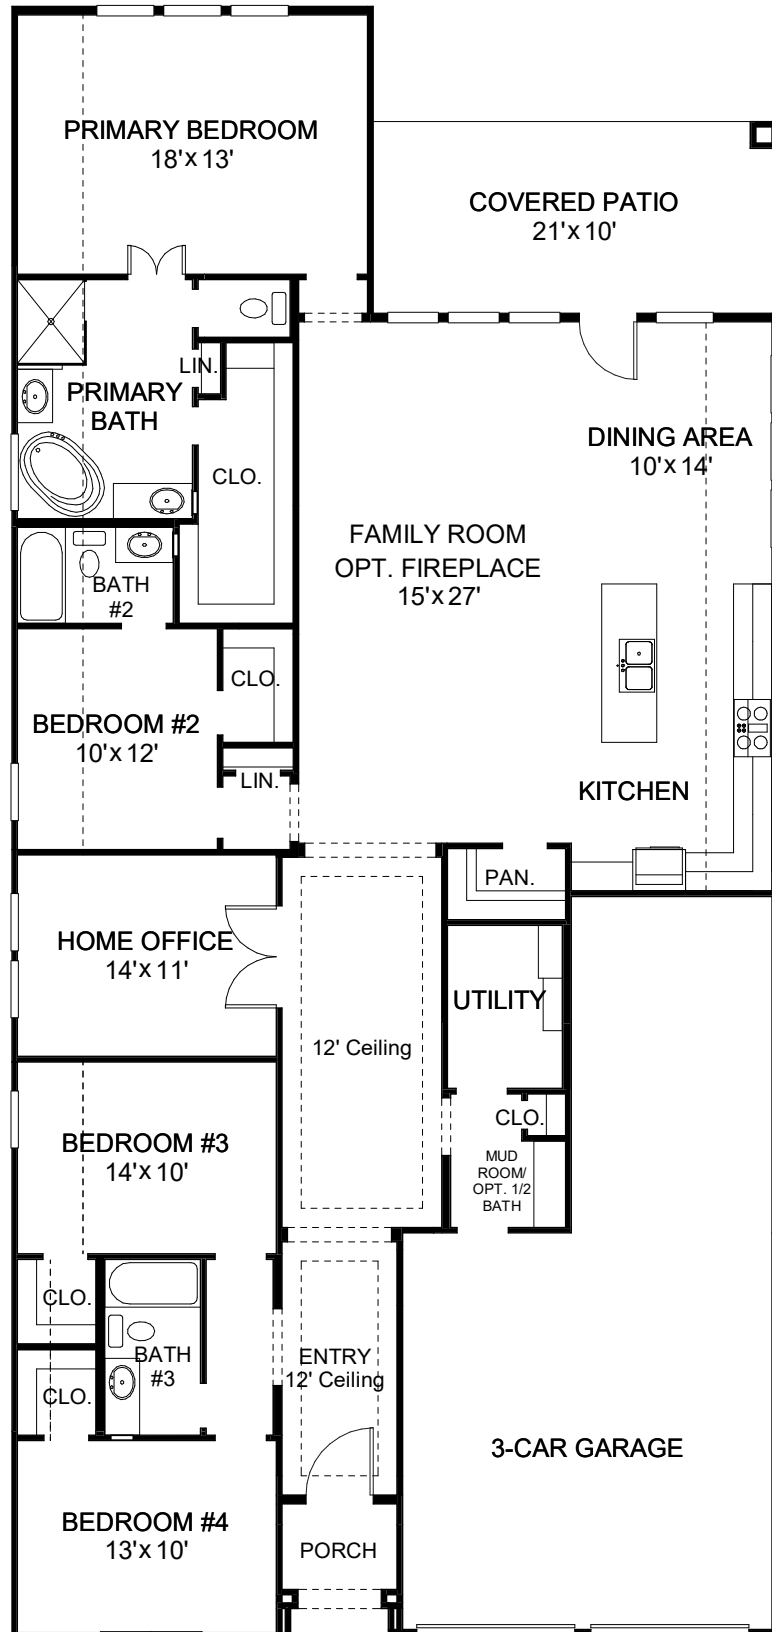 PRIMARY BEDROOM
18'x 13'
COVERED PATIO
21'x 10'
LIN.
PRIMARY
BATH
CLO.
DINING AREA
10'x 14'
FAMILY ROOM
OPT. FIREPLACE
15'x 27'
BATH
#2
CLO.
BEDROOM #2
10'x 12'
LIN.
KITCHEN
PAN.
HOME OFFICE
14'x 11'
UTILITY
12' Ceiling
CLO.
BEDROOM #3
14'x 10'
MUD
ROOM/
OPT. 1/2
BATH
CLO.
BATH
#3
ENTRY
12' Ceiling
CLO.
3-CAR GARAGE
BEDROOM #4
13'x 10'
PORCH